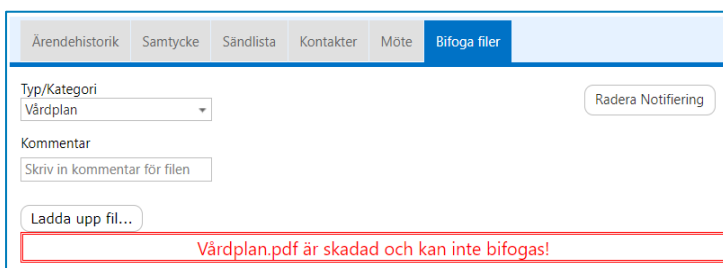 Ärendehistorik Samtycke Sändlista Kontakter Möte Bifoga filer
Typ/Kategori
Vårdplan
Radera Notifiering
Kommentar
Skriv in kommentar för filen
Ladda upp fil...
Vårdplan.pdf är skadad och kan inte bifogas!